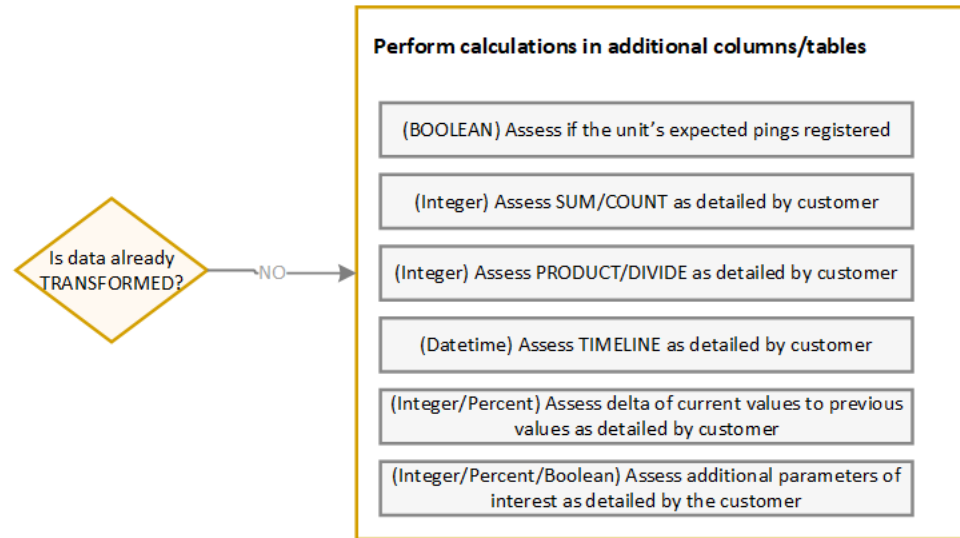 Perform calculations in additional columns/tables
(BOOLEAN) Assess if the unit's expected pings registered
(Integer) Assess SUM/COUNT as detailed by customer
Is data already
TRANSFORMED?
NO
(Integer) Assess PRODUCT/DIVIDE as detailed by customer
(Datetime) Assess TIMELINE as detailed by customer
(Integer/Percent) Assess delta of current values to previous
values as detailed by customer
(Integer/Percent/Boolean) Assess additional parameters of
interest as detailed by the customer